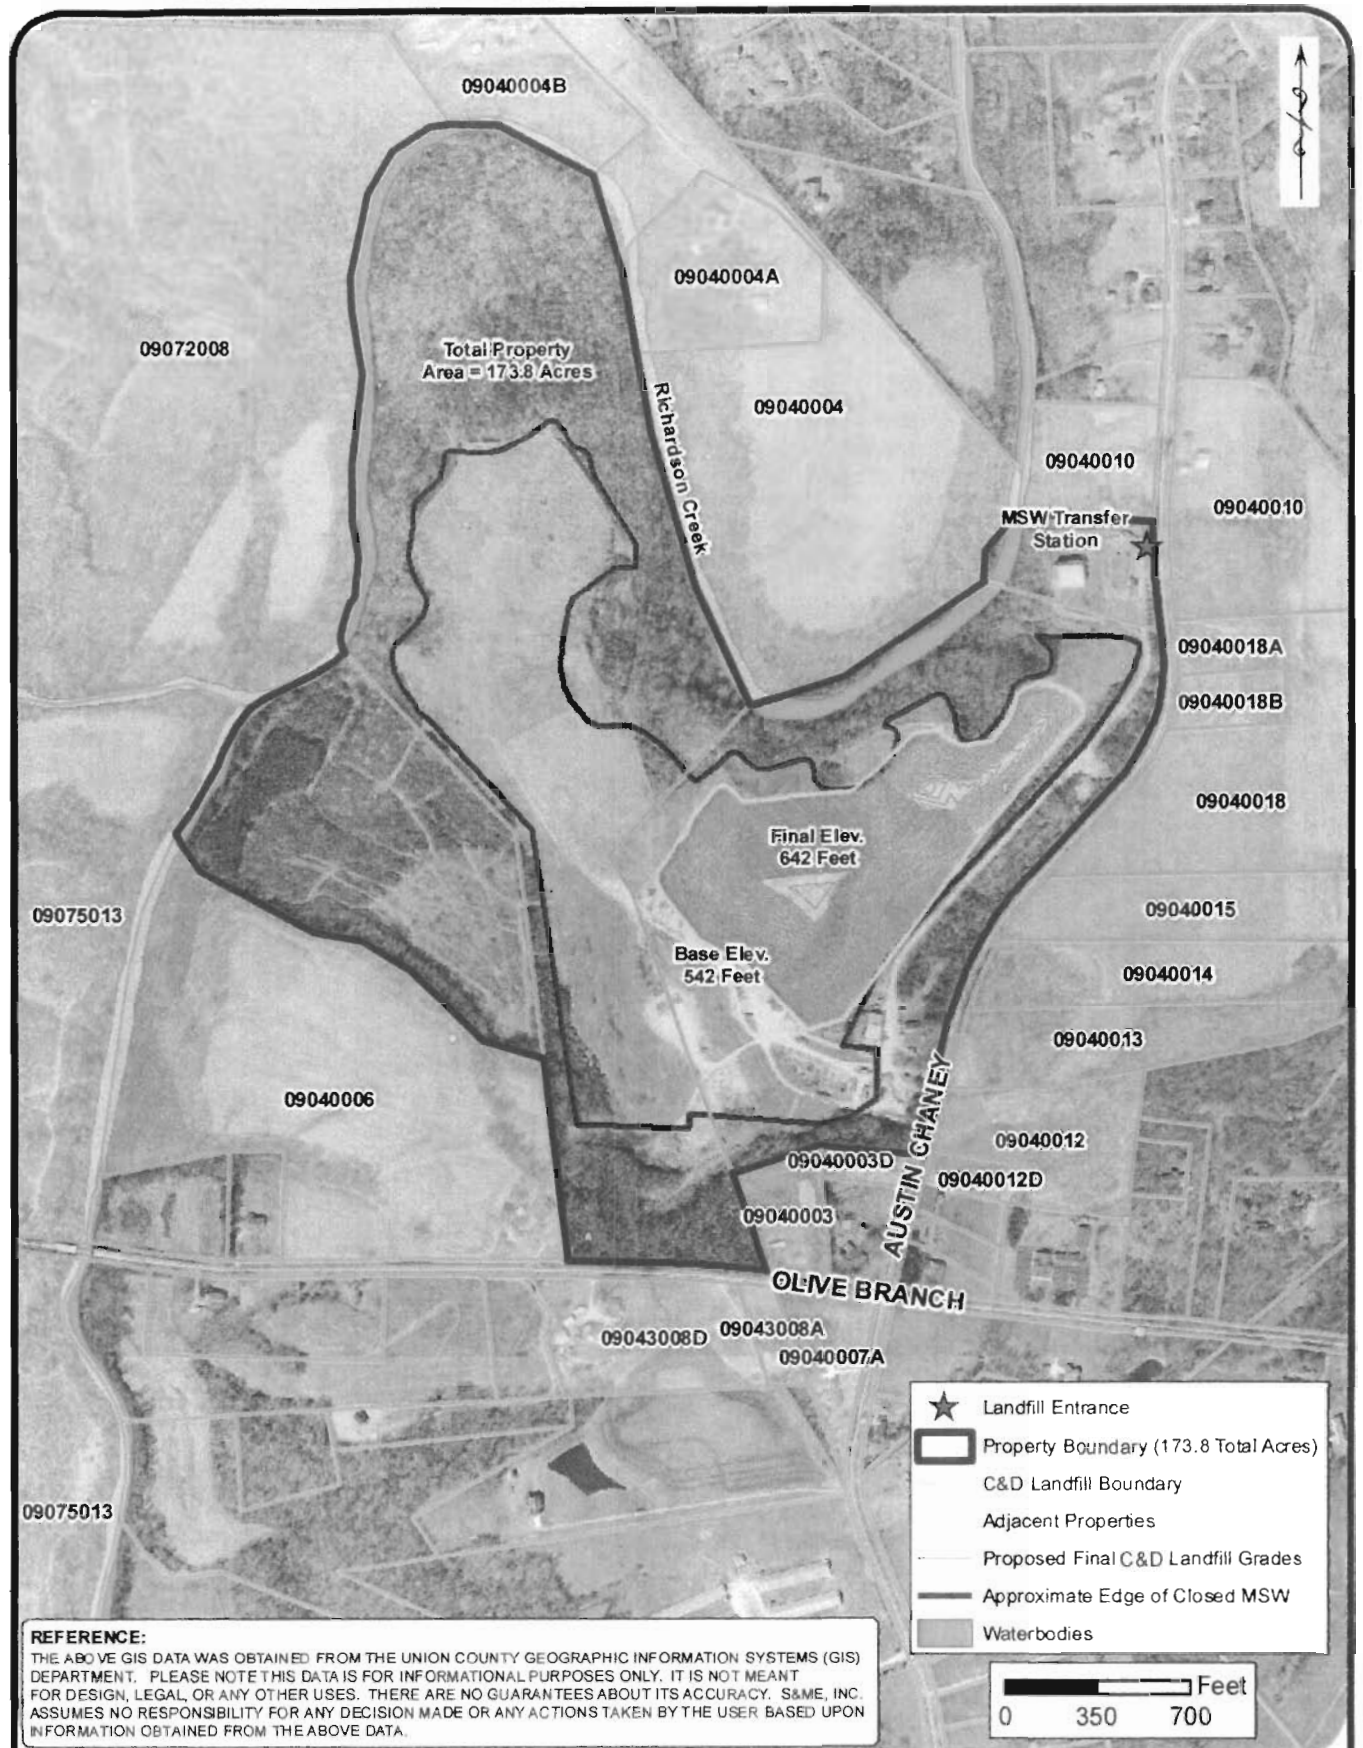 09040004B
09040004A
09072008
Total Property
Area = 173.8 Acres
Richardson Creek
09040004
09040010
09040010
MSW Transfer
Station
09040018A
09040018B
09040018
Final Elev.
642 Feet
09040015
09075013
Base Elev.
542 Feet
09040014
09040013
09040006
AUSTIN CHANEY
09040012
09040003D
09040012D
09040003
OLIVE BRANCH
09043008D
09043008A
09040007A
09075013
Landfill Entrance
Property Boundary (173.8 Total Acres)
C&D Landfill Boundary
Adjacent Properties
Proposed Final C&D Landfill Grades
Approximate Edge of Closed MSW
Waterbodies
Feet
0 350 700
REFERENCE:
THE ABOVE GIS DATA WAS OBTAINED FROM THE UNION COUNTY GEOGRAPHIC INFORMATION SYSTEMS (GIS)
DEPARTMENT. PLEASE NOTE THIS DATA IS FOR INFORMATIONAL PURPOSES ONLY. IT IS NOT MEANT
FOR DESIGN, LEGAL, OR ANY OTHER USES. THERE ARE NO GUARANTEES ABOUT ITS ACCURACY. S&ME, INC.
ASSUMES NO RESPONSIBILITY FOR ANY DECISION MADE OR ANY ACTIONS TAKEN BY THE USER BASED UPON
INFORMATION OBTAINED FROM THE ABOVE DATA.